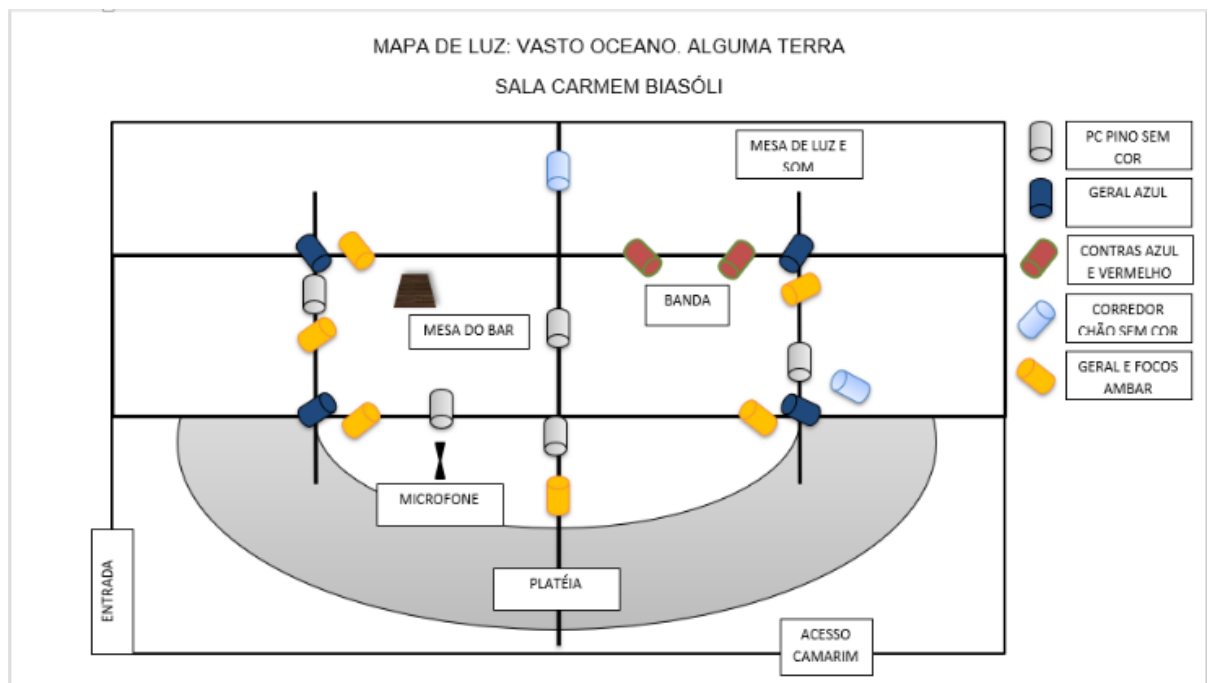 MAPA DE LUZ: VASTO OCEANO. ALGUMA TERRA
SALA CARMEM BIASÓLI
MESA DE LUZ E
SOM
PC PINO SEM
COR
GERAL AZUL
CONTRAS AZUL
E VERMELHO
CORREDOR
CHÃO SEM COR
GERAL E FOCOS
AMBAR
BANDA
MESA DO BAR
MICROFONE
PLATÉIA
ENTRADA
ACESSO
CAMARIM